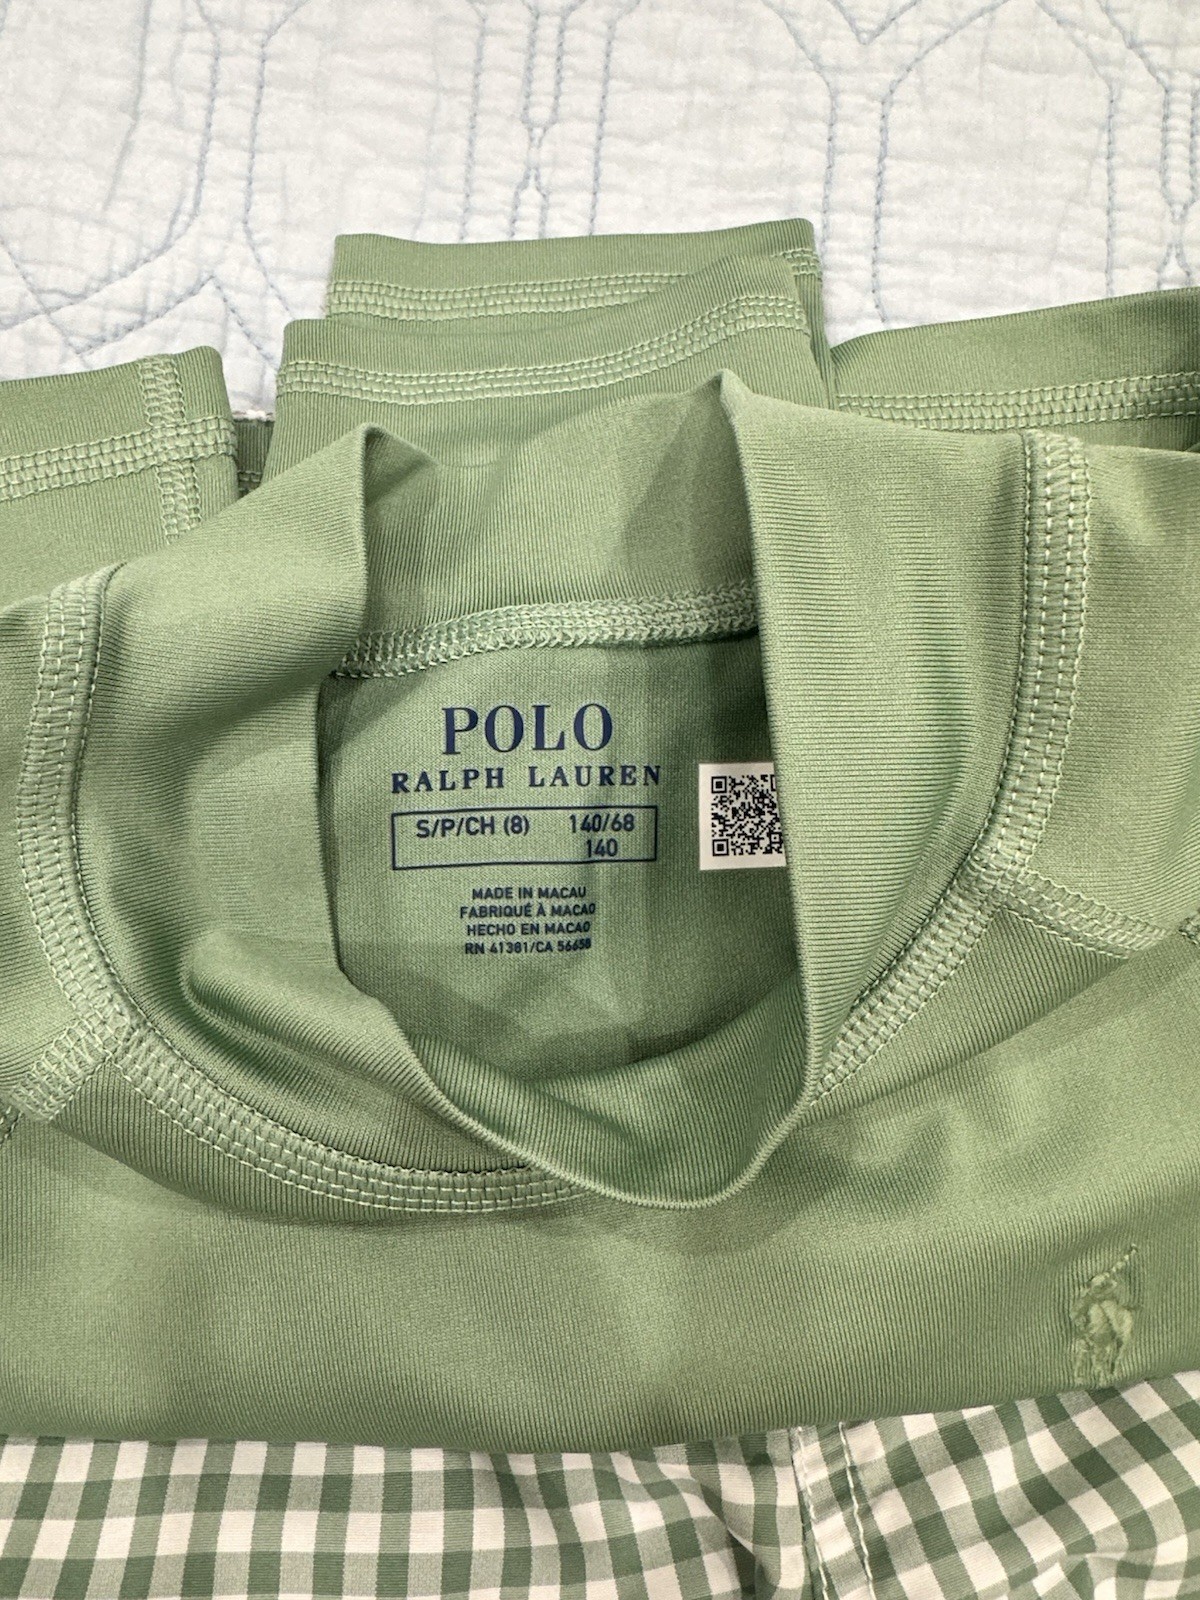 POLO
RALPH LAUREN
S/P/CH (8) 140/68
140
MADE IN MACAU
FABRIQUÉ À MACAO
HECHO EN MACAO
RN 41381/CA 56658